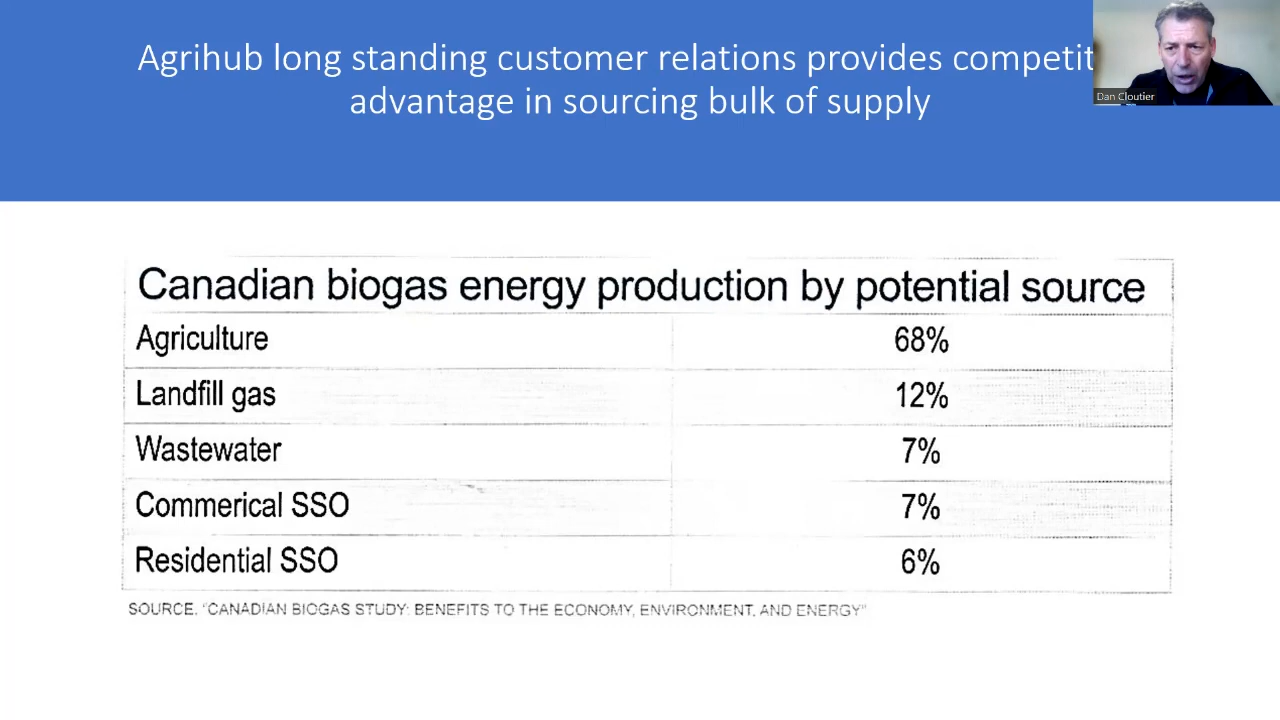 Agrihub long standing customer relations provides competit
advantage in sourcing bulk of supply
Dan Cloutier
Canadian biogas energy production by potential source
Agriculture 68%
Landfill gas 12%
Wastewater 7%
Commerical SSO 7%
Residential SSO 6%
SOURCE. "CANADIAN BIOGAS STUDY: BENEFITS TO THE ECONOMY, ENVIRONMENT, AND ENERGY"